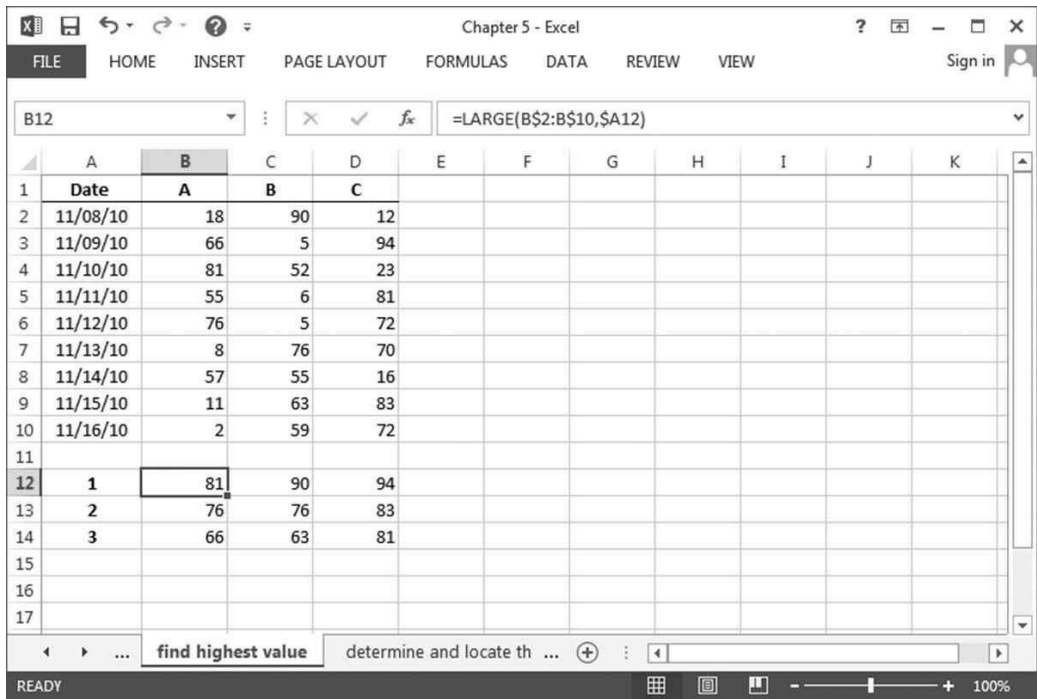 Chapter 5 - Excel
FILE HOME INSERT PAGE LAYOUT FORMULAS DATA REVIEW VIEW Sign in
B12 fx =LARGE(B$2:B$10,$A12)
A B C D E F G H I J K
1 Date A B C
2 11/08/10 18 90 12
3 11/09/10 66 5 94
4 11/10/10 81 52 23
5 11/11/10 55 6 81
6 11/12/10 76 5 72
7 11/13/10 8 76 70
8 11/14/10 57 55 16
9 11/15/10 11 63 83
10 11/16/10 2 59 72
11
12 1 81 90 94
13 2 76 76 83
14 3 66 63 81
15
16
17
... find highest value determine and locate th ...
READY 100%